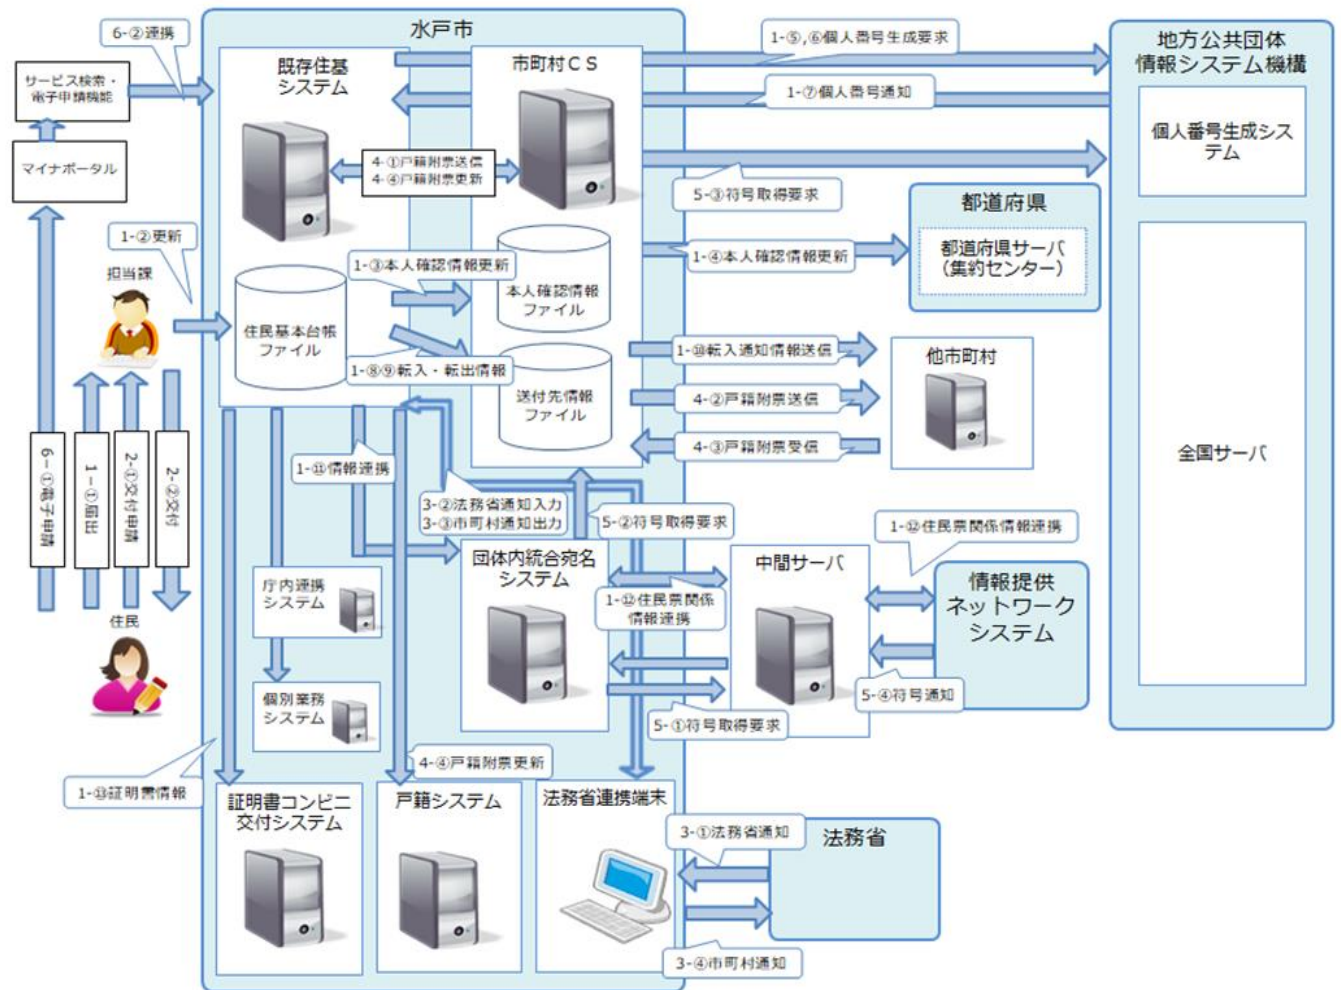 6-②連携
水戸市
既存住基
システム
市町村CS
1-⑤,⑥個人番号生成要求
地方公共団体
情報システム機構
サービス検索・
電子申請機能
1-⑦個人番号通知
個人番号生成シス
テム
マイナポータル
4-①戸籍附票送信
4-④戸籍附票更新
5-③符号取得要求
都道府県
都道府県サーバ
(集約センター)
1-②更新
担当課
1-③本人確認情報更新
1-④本人確認情報更新
本人確認情報
ファイル
住民基本台帳
ファイル
1-⑧⑨転入・転出情報
1-⑩転入通知情報送信
他市町村
送付先情報
ファイル
4-②戸籍附票送信
4-③戸籍附票受信
全国サーバ
6-①電子申請
1-①届出
2-①交付申請
2-②交付
1-⑪情報連携
3-②法務省通知入力
3-③市町村通知出力
5-②符号取得要求
1-⑫住民票関係情報連携
団体内統合宛名
システム
中間サーバ
情報提供
ネットワーク
システム
庁内連携
システム
1-⑫住民票関係
情報連携
住民
個別業務
システム
5-④符号通知
5-①符号取得要求
4-④戸籍附票更新
1-⑬証明書情報
証明書コンビニ
交付システム
戸籍システム
法務省連携端末
3-①法務省通知
法務省
3-④市町村通知